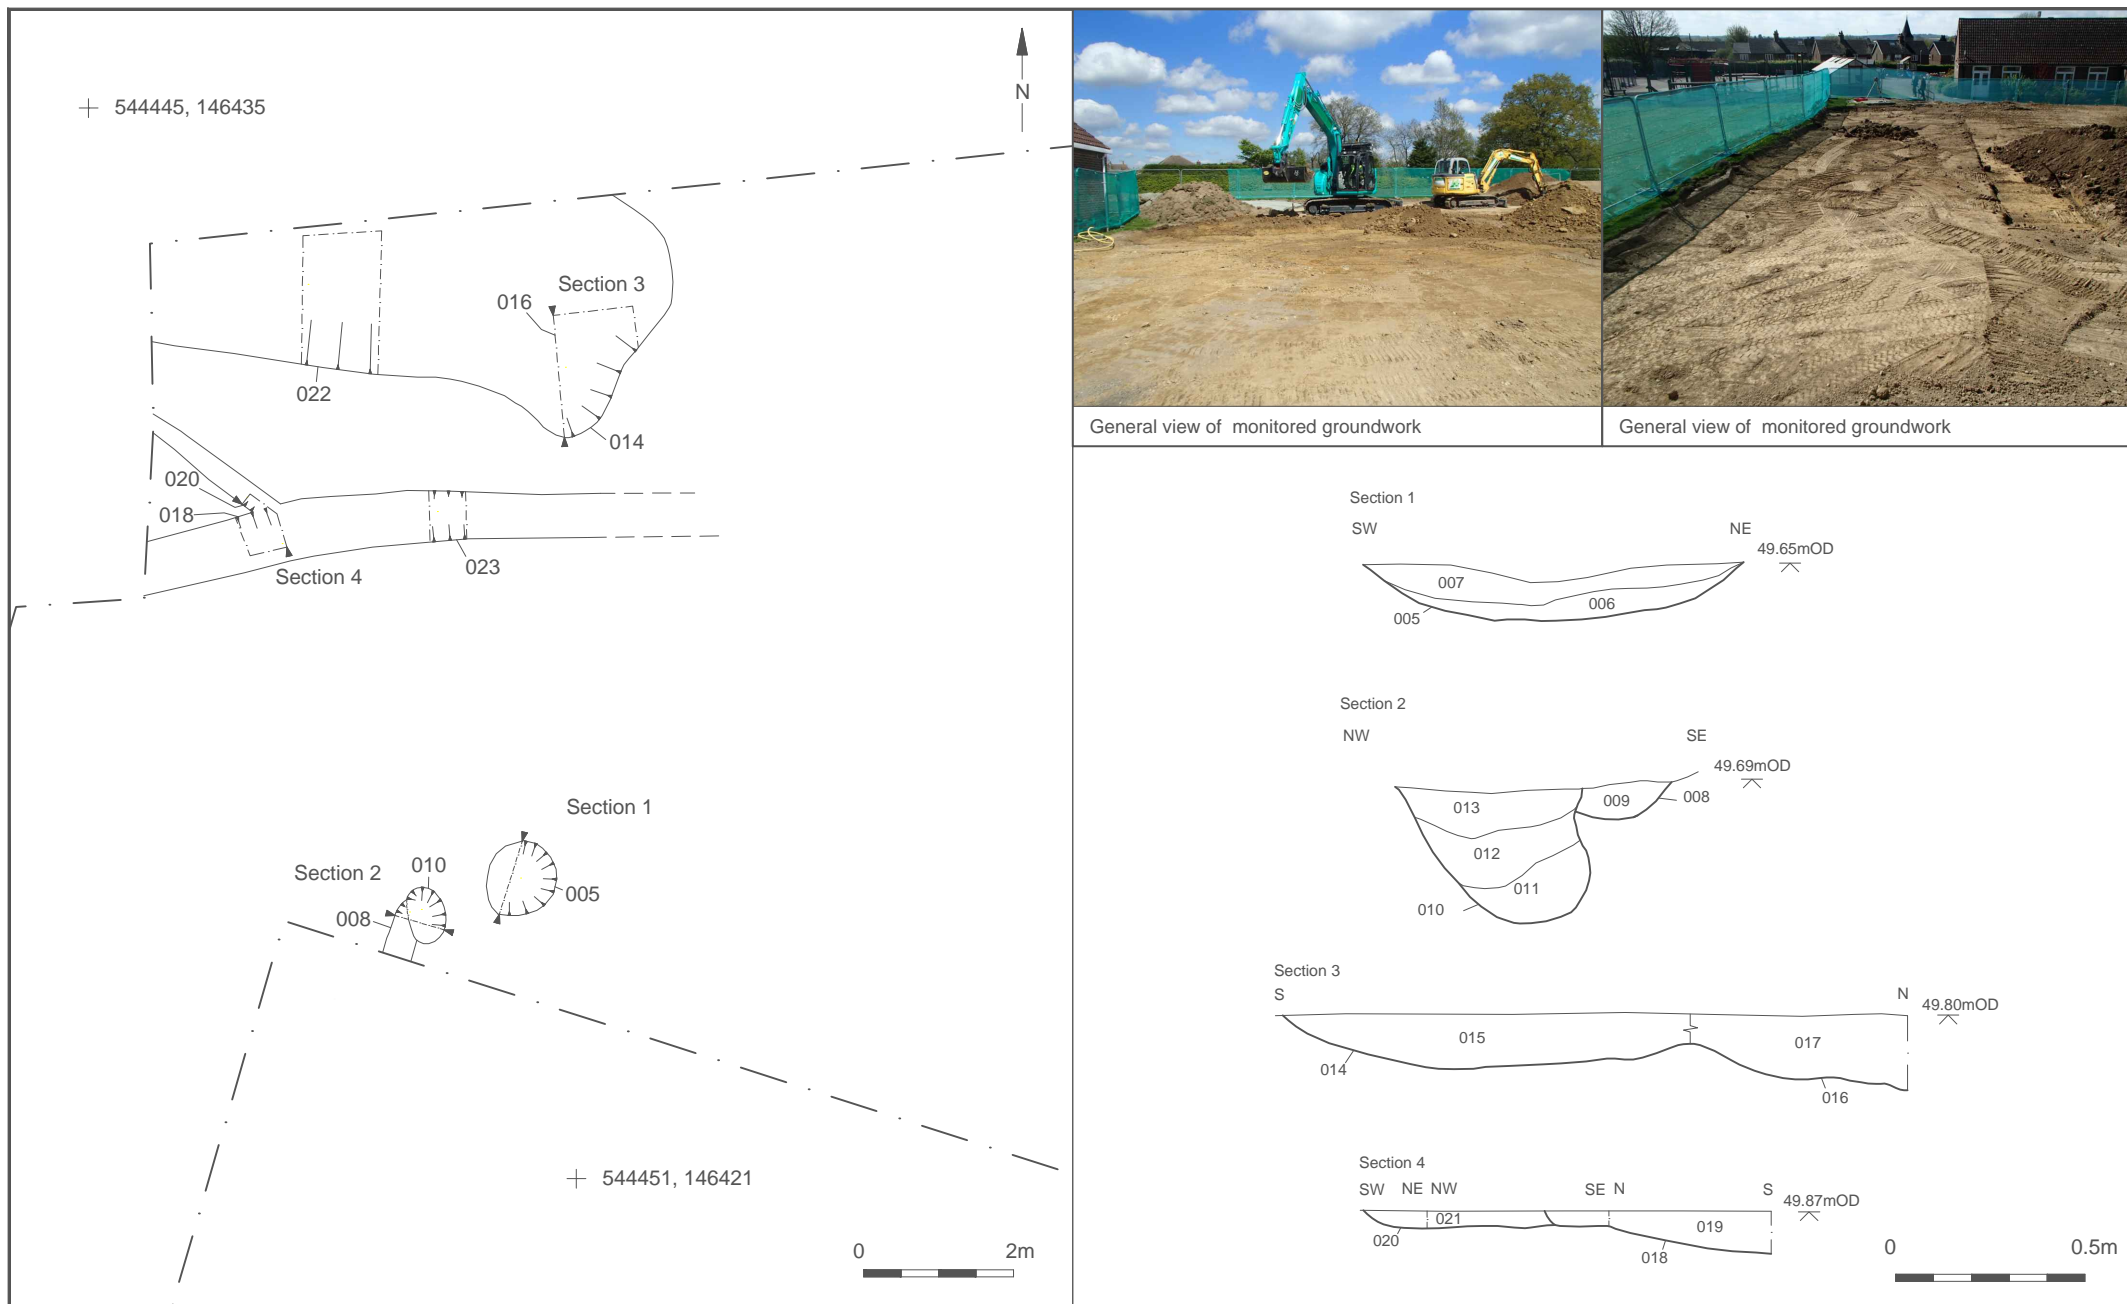 544445, 146435
N
Section 3
016
022
014
020
018
Section 4
023
Section 1
Section 2
010
005
008
544451, 146421
0 2m
General view of monitored groundwork
General view of monitored groundwork
Section 1
SW NE
49.65mOD
007
006
005
Section 2
NW SE
49.69mOD
013
009
008
012
011
010
Section 3
S N
49.80mOD
015
017
014
016
Section 4
SW NE NW SE N S
49.87mOD
021
019
020
018
0 0.5m